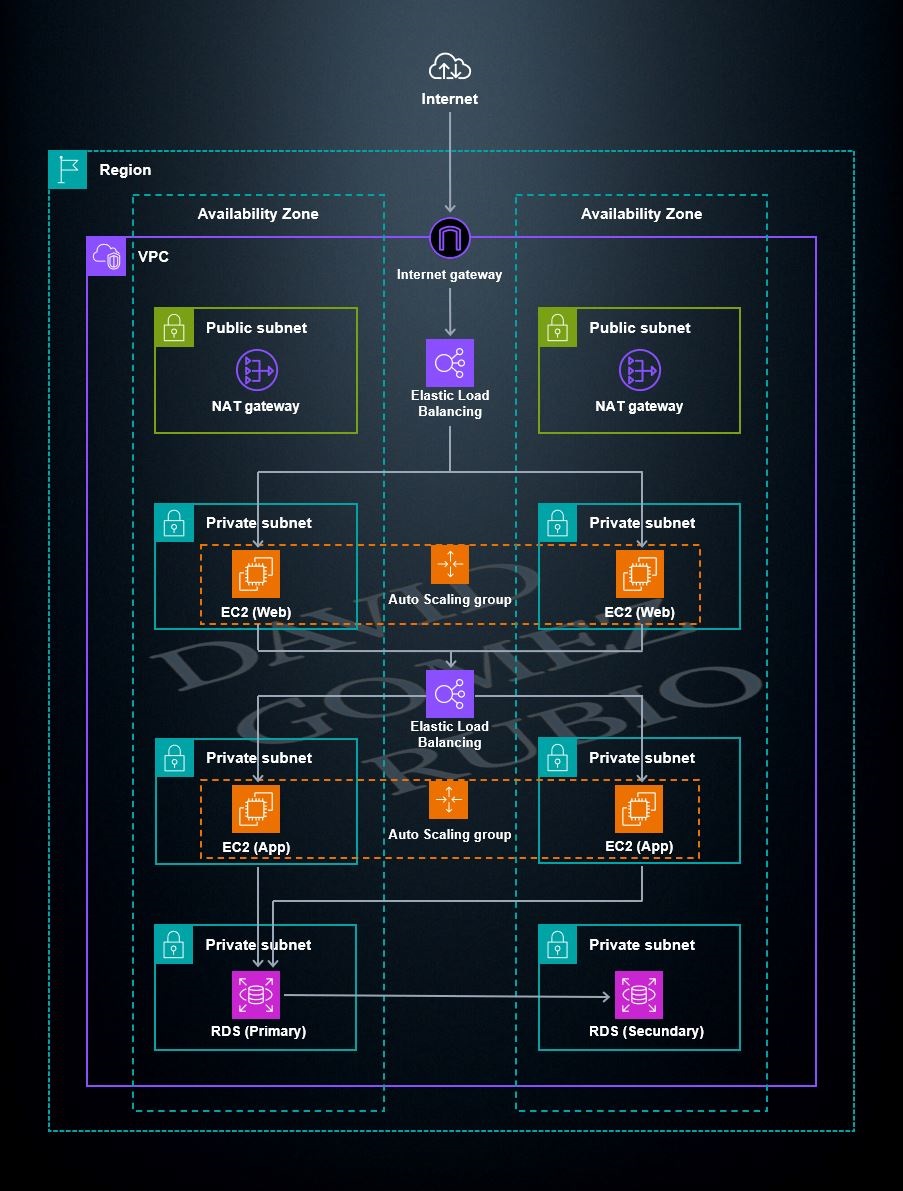 Internet
Region
Availability Zone
Availability Zone
VPC
Internet gateway
Public subnet
Public subnet
NAT gateway
Elastic Load
Balancing
NAT gateway
Private subnet
Private subnet
EC2 (Web)
Auto Scaling group
EC2 (Web)
DAVID
GOMEZ
RUBIO
Elastic Load
Balancing
Private subnet
Private subnet
EC2 (App)
Auto Scaling group
EC2 (App)
Private subnet
Private subnet
RDS (Primary)
RDS (Secundary)